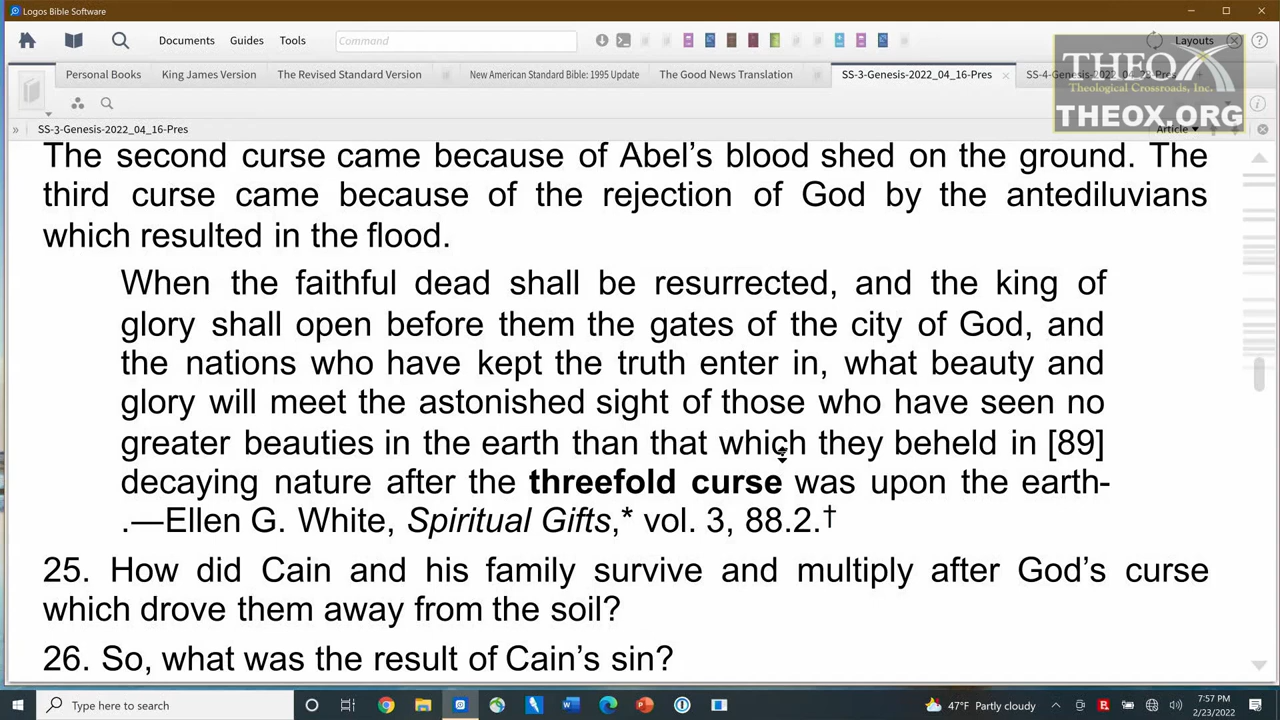 Logos Bible Software
Documents Guides Tools Command Layouts
THEOX
Theological Crossroads, Inc.
THEOX.ORG
Personal Books King James Version The Revised Standard Version New American Standard Bible: 1995 Update The Good News Translation SS-3-Genesis-2022_04_16-Pres SS-4-Genesis-2022_04_
» SS-3-Genesis-2022_04_16-Pres Article
The second curse came because of Abel’s blood shed on the ground. The
third curse came because of the rejection of God by the antediluvians
which resulted in the flood.
When the faithful dead shall be resurrected, and the king of
glory shall open before them the gates of the city of God, and
the nations who have kept the truth enter in, what beauty and
glory will meet the astonished sight of those who have seen no
greater beauties in the earth than that which they beheld in [89]
decaying nature after the threefold curse was upon the earth-
.—Ellen G. White, Spiritual Gifts,* vol. 3, 88.2.†
25. How did Cain and his family survive and multiply after God’s curse
which drove them away from the soil?
26. So, what was the result of Cain’s sin?
Type here to search 47°F Partly cloudy 7:57 PM
2/23/2022